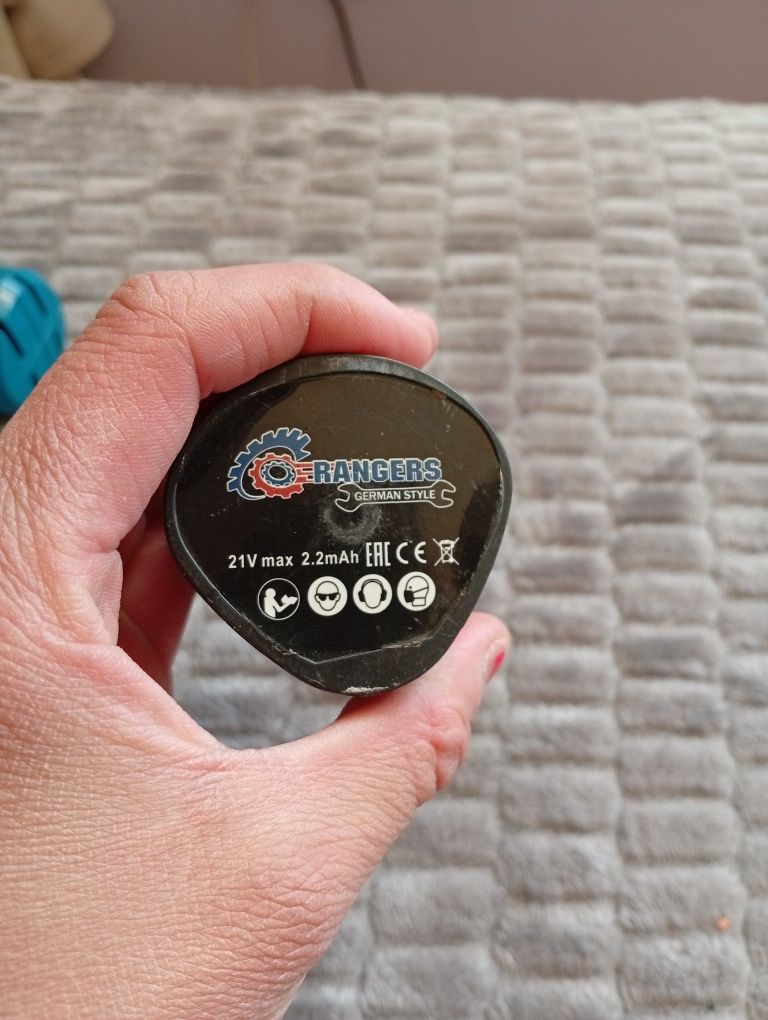 RANGERS
GERMAN STYLE
21V max 2.2mAh EAC CE